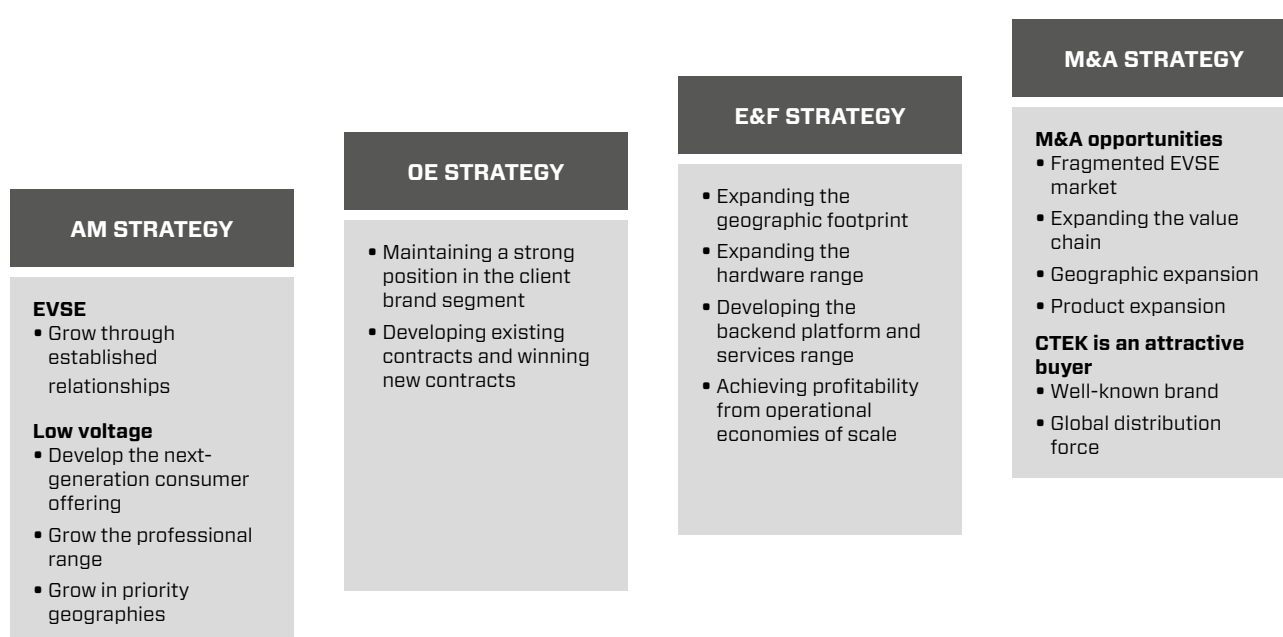 AM STRATEGY
EVSE
• Grow through
established
relationships
Low voltage
• Develop the next-
generation consumer
offering
• Grow the professional
range
• Grow in priority
geographies
OE STRATEGY
• Maintaining a strong
position in the client
brand segment
• Developing existing
contracts and winning
new contracts
E&F STRATEGY
• Expanding the
geographic footprint
• Expanding the
hardware range
• Developing the
backend platform and
services range
• Achieving profitability
from operational
economies of scale
M&A STRATEGY
M&A opportunities
• Fragmented EVSE
market
• Expanding the value
chain
• Geographic expansion
• Product expansion
CTEK is an attractive
buyer
• Well-known brand
• Global distribution
force